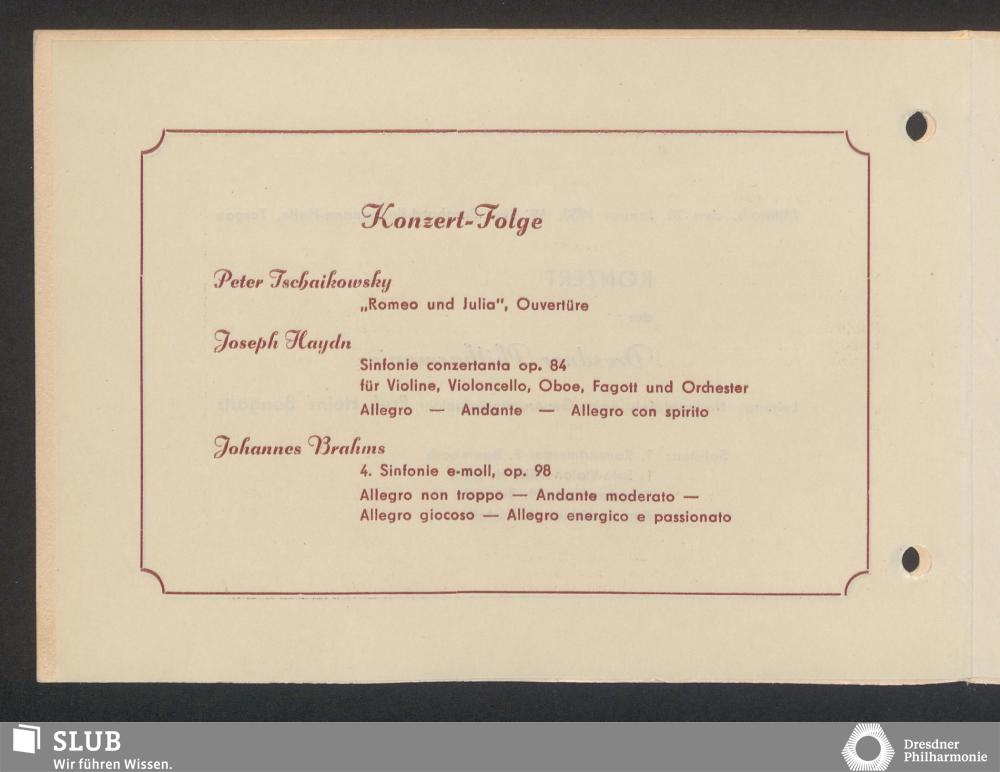 Konzert-Folge
Peter Tschaikowsky
„Romeo und Julia", Ouvertüre
Joseph Haydn
Sinfonie conzertanta op. 84
für Violine, Violoncello, Oboe, Fagott und Orchester
Allegro — Andante — Allegro con spirito
Johannes Brahms
4. Sinfonie e-moll, op. 98
Allegro non troppo — Andante moderato —
Allegro giocoso — Allegro energico e passionato
SLUB
Wir führen Wissen.
Dresdner
Philharmonie